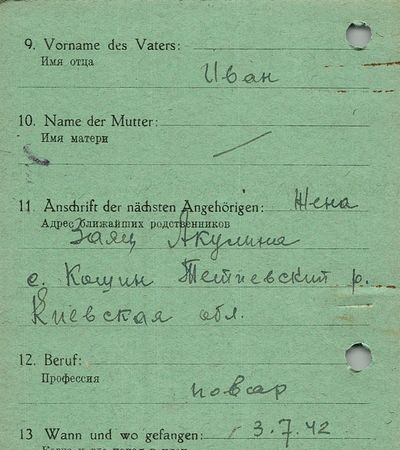 9. Vorname des Vaters:
Имя отца
Иван
10. Name der Mutter:
Имя матери
11. Anschrift der nächsten Angehörigen: Жена
Адрес ближайших родственников
Заяц Акулина
с. Кошин Тетиевский р.
Киевская обл.
12. Beruf:
Профессия
повар
13 Wann und wo gefangen: 3.7.42